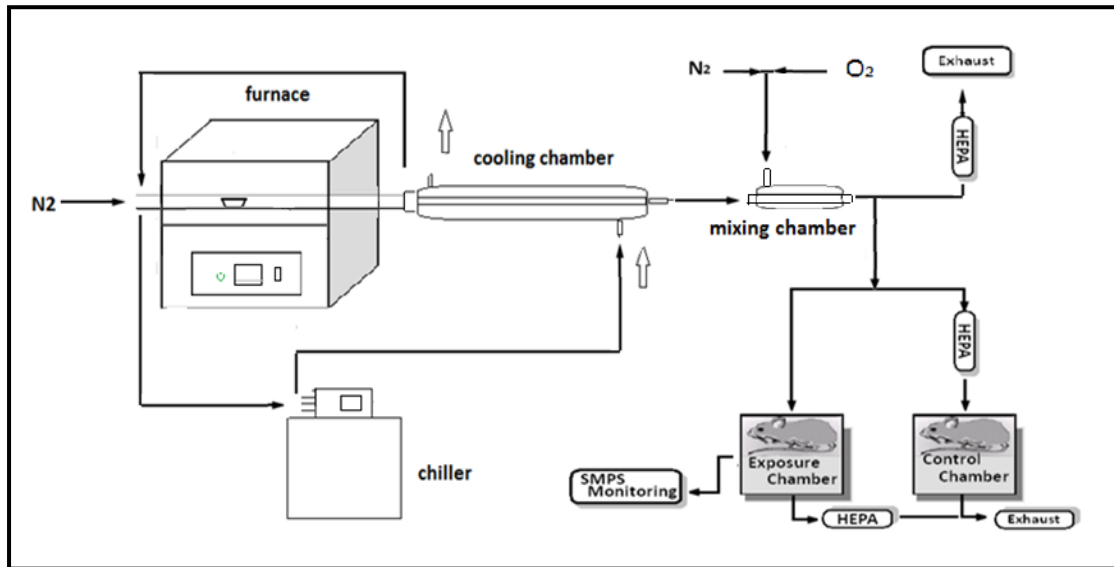 N₂
O₂
Exhaust
furnace
HEPA
cooling chamber
N2
mixing chamber
HEPA
chiller
SMPS
Monitoring
Exposure
Chamber
Control
Chamber
HEPA
Exhaust